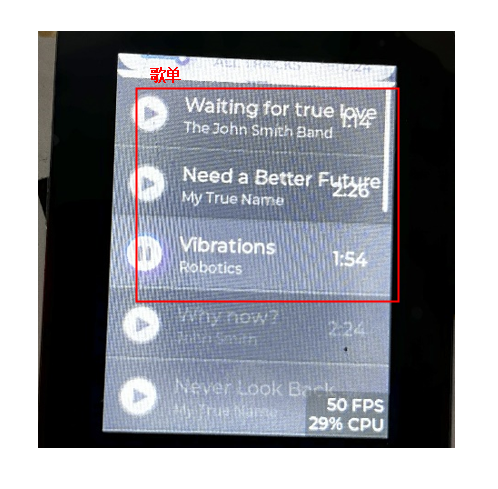 ALL TRACKS
歌单
Waiting for true love
1:14
The John Smith Band
Need a Better Future
2:26
My True Name
Vibrations
1:54
Robotics
Why now?
2:24
John Smith
Never Look Back
My True Name
50 FPS
29% CPU